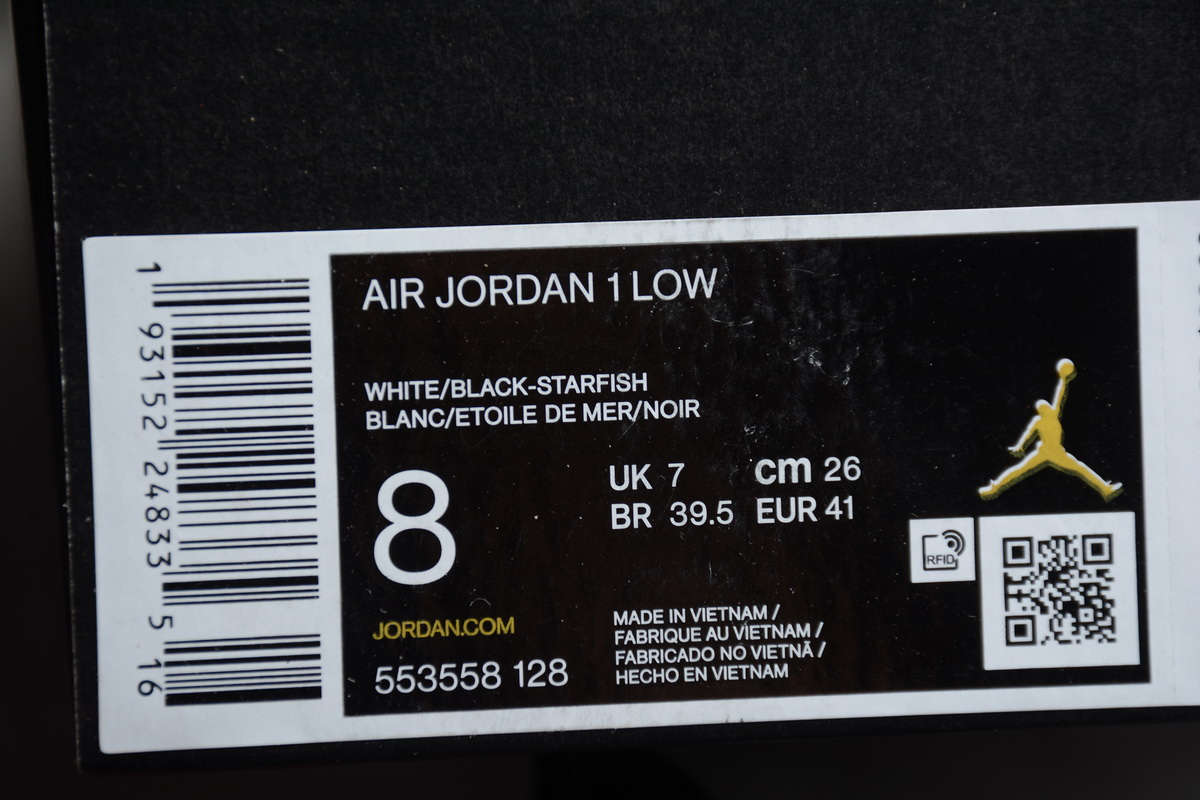 AIR JORDAN 1 LOW
WHITE/BLACK-STARFISH
BLANC/ETOILE DE MER/NOIR
8
UK 7 cm 26
BR 39.5 EUR 41
JORDAN.COM
553558 128
MADE IN VIETNAM /
FABRIQUE AU VIETNAM /
FABRICADO NO VIETNÃ /
HECHO EN VIETNAM
RFID
1 93152 24833 5 16